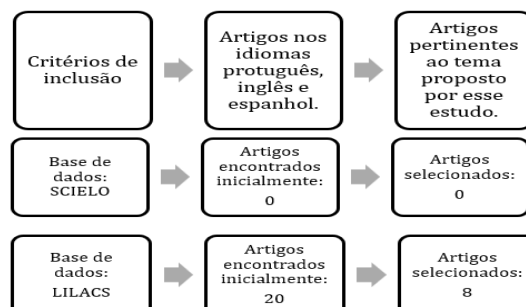 Critérios de
inclusão
Artigos nos
idiomas
protuguês,
inglês e
espanhol.
Artigos
pertinentes
ao tema
proposto
por esse
estudo.
Base de
dados:
SCIELO
Artigos
encontrados
inicialmente:
0
Artigos
selecionados:
0
Base de
dados:
LILACS
Artigos
encontrados
inicialmente:
20
Artigos
selecionados:
8